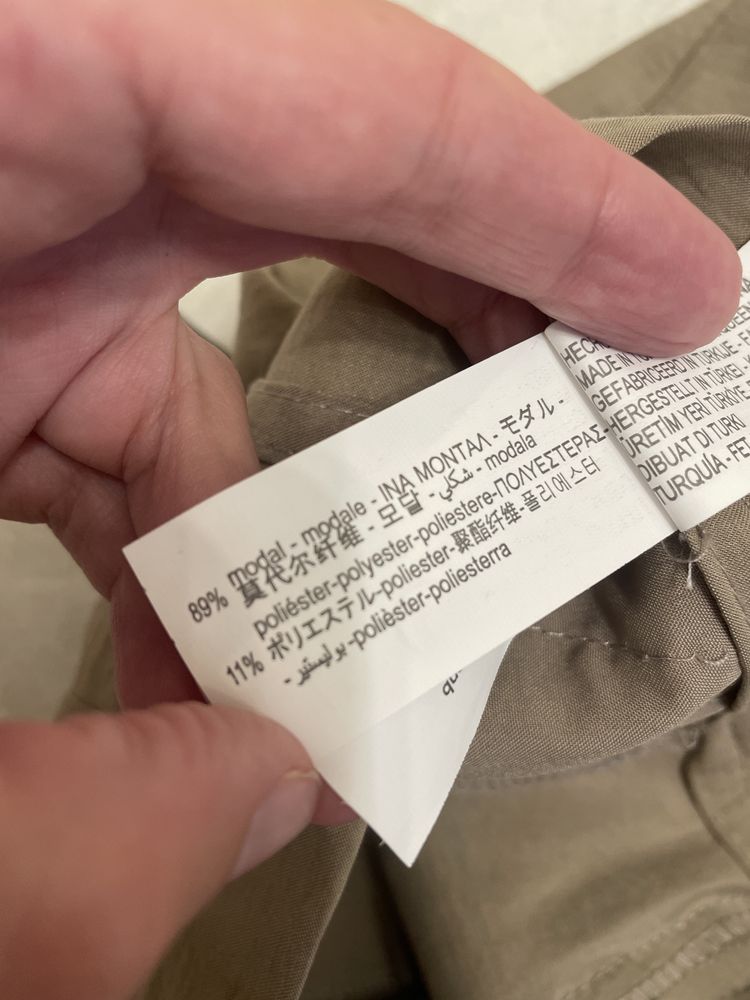 89% modal - modale - ΙΝΑ ΜΟΝΤΑΛ - モダル -
莫代尔纤维 - 모달 - شكلي - modala
poliéster-polyester-poliestere-ΠΟΛΥΕΣΤΕΡΑΣ-
11% ポリエステル-poliester-聚酯纤维-폴리에스터
- بوليستير-polièster-poliesterra
HECH
MADE IN
GEFABRICEERD IN TURKIJE
HERGESTELLT IN TÜRKEI
ÜRETİM YERİ TÜRKİYE
DIBUAT DI TURKI
TURQUÍA - FE